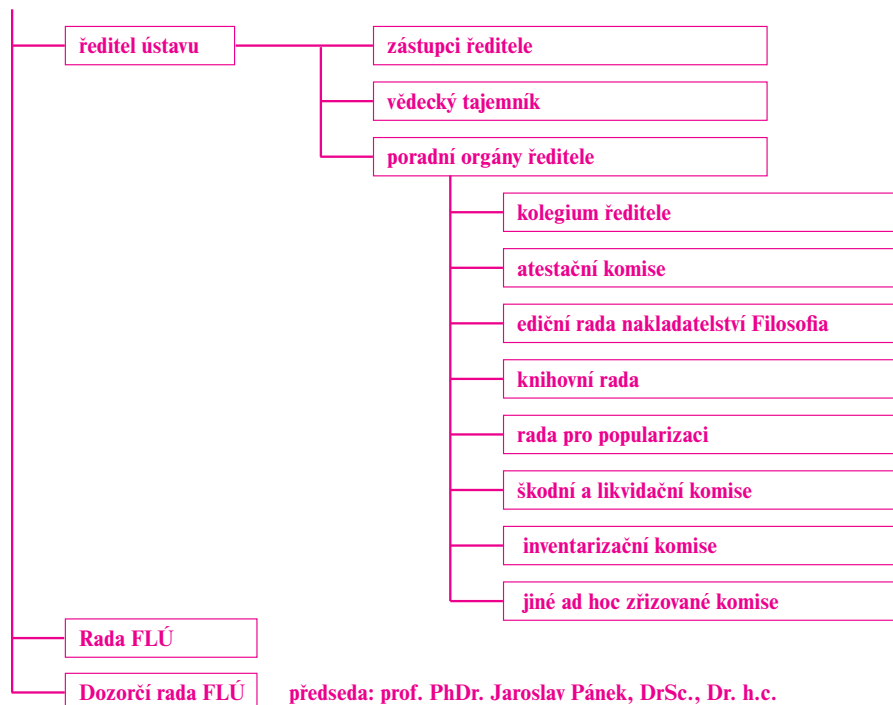 ředitel ústavu
zástupci ředitele
vědecký tajemník
poradní orgány ředitele
kolegium ředitele
atestační komise
ediční rada nakladatelství Filosofia
knihovní rada
rada pro popularizaci
škodní a likvidační komise
inventarizační komise
jiné ad hoc zřizované komise
Rada FLÚ
Dozorčí rada FLÚ předseda: prof. PhDr. Jaroslav Pánek, DrSc., Dr. h.c.